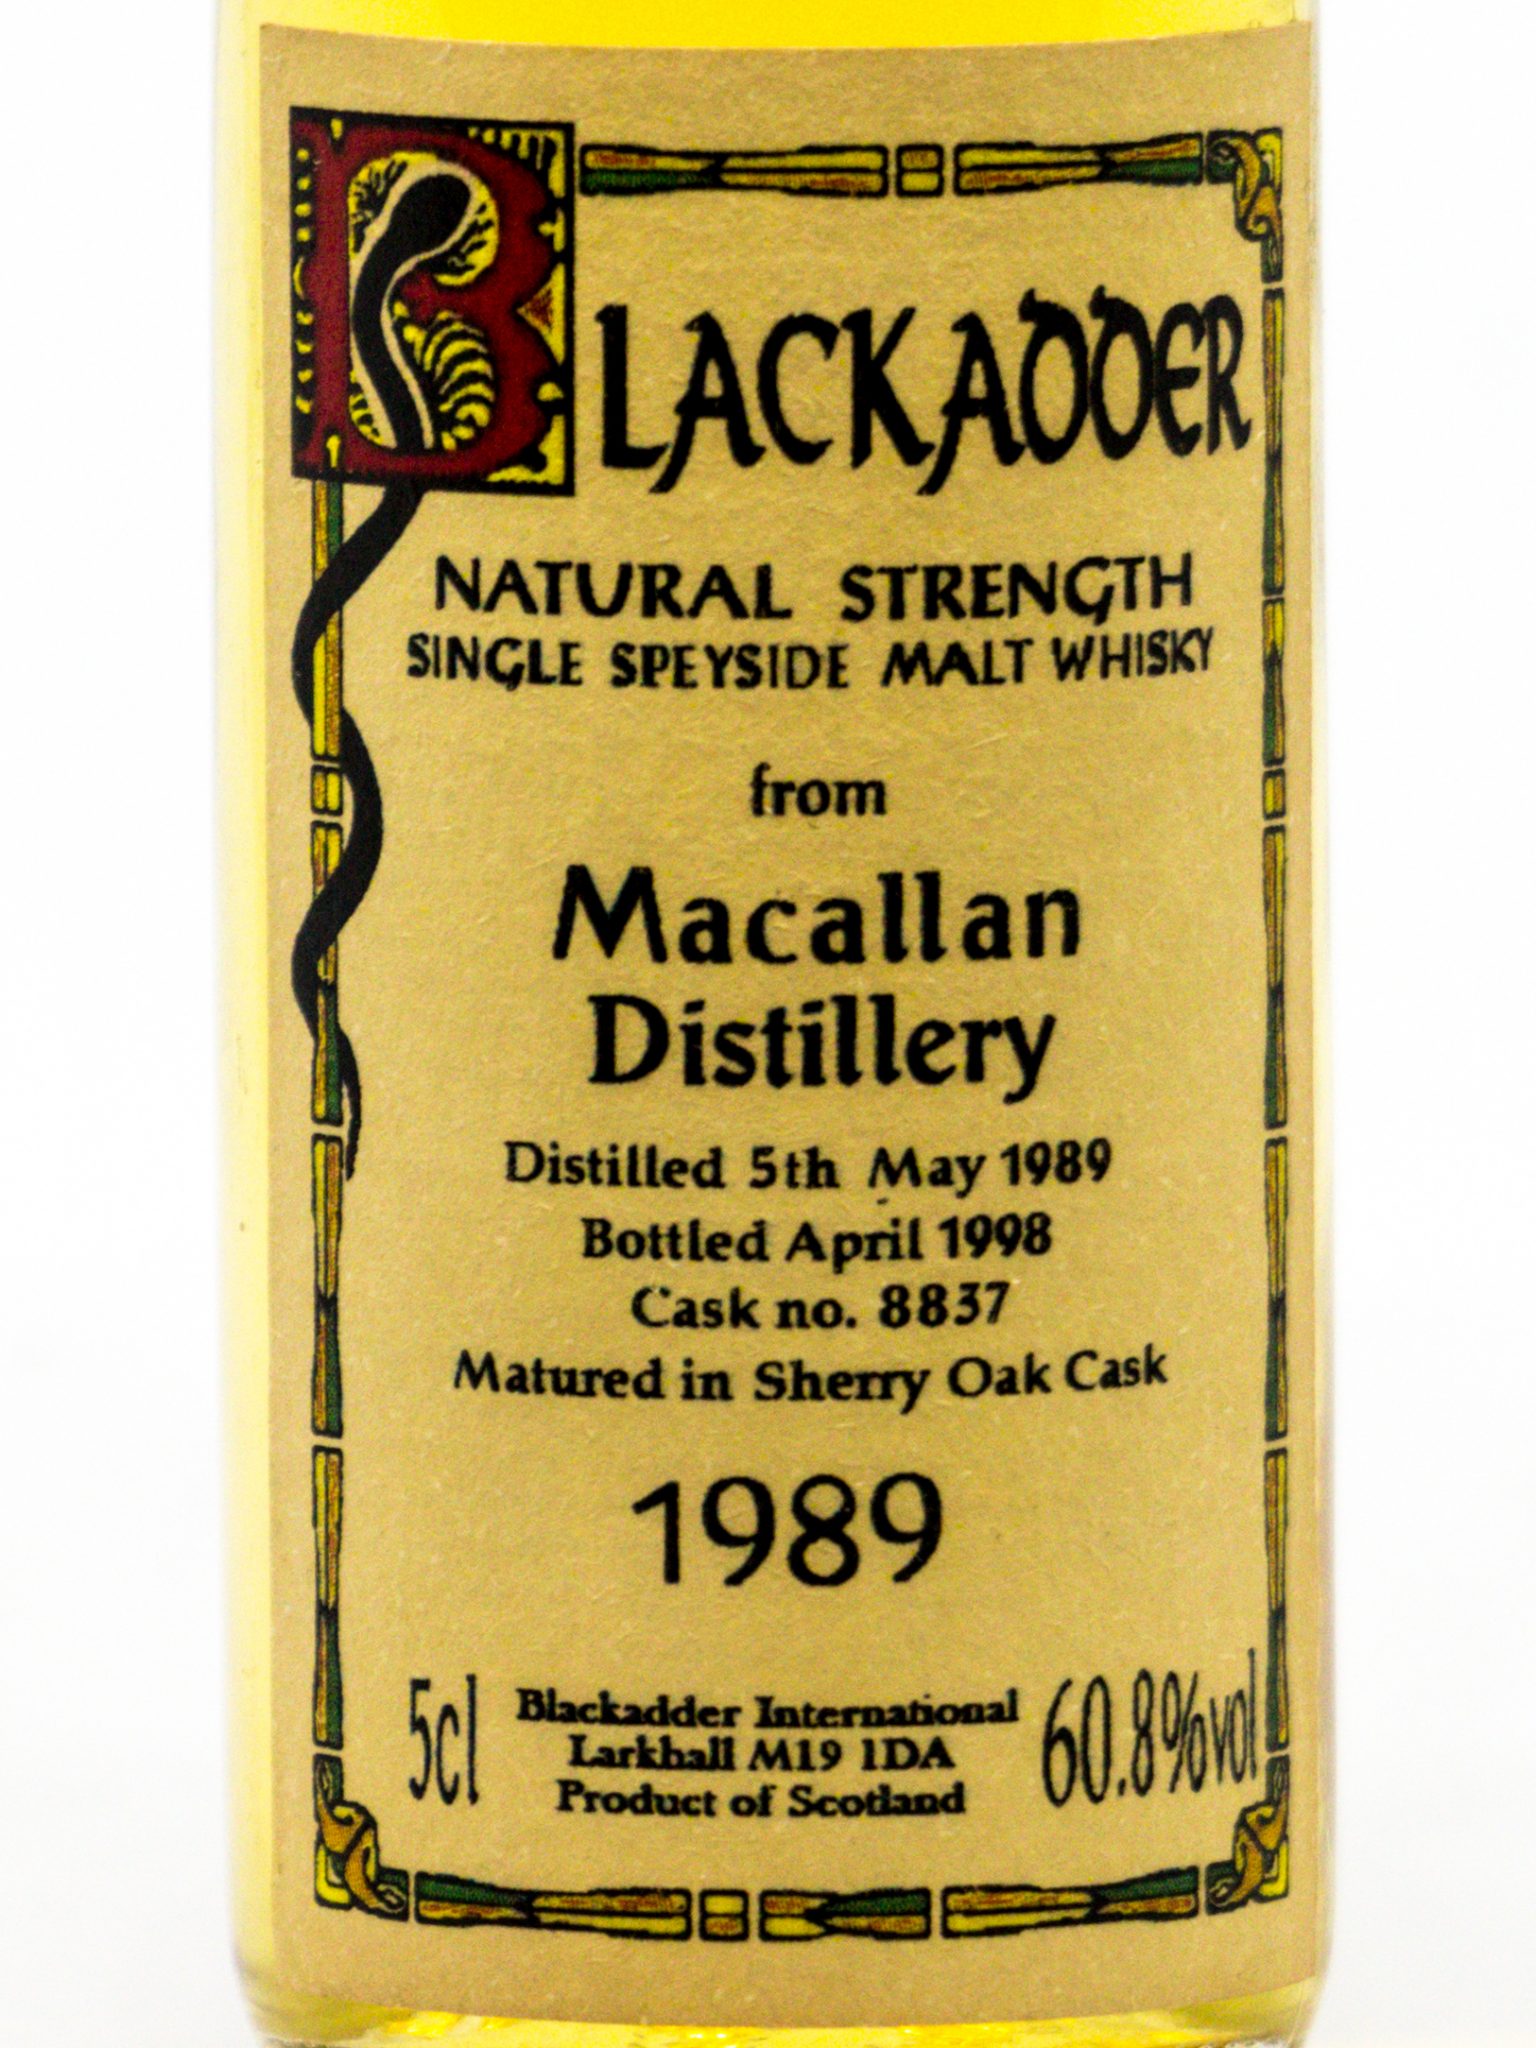 BLACKADDER
NATURAL STRENGTH
SINGLE SPEYSIDE MALT WHISKY
from
Macallan
Distillery
Distilled 5th May 1989
Bottled April 1998
Cask no. 8837
Matured in Sherry Oak Cask
1989
5cl
Blackadder International
Larkhall M19 1DA
Product of Scotland
60.8%vol